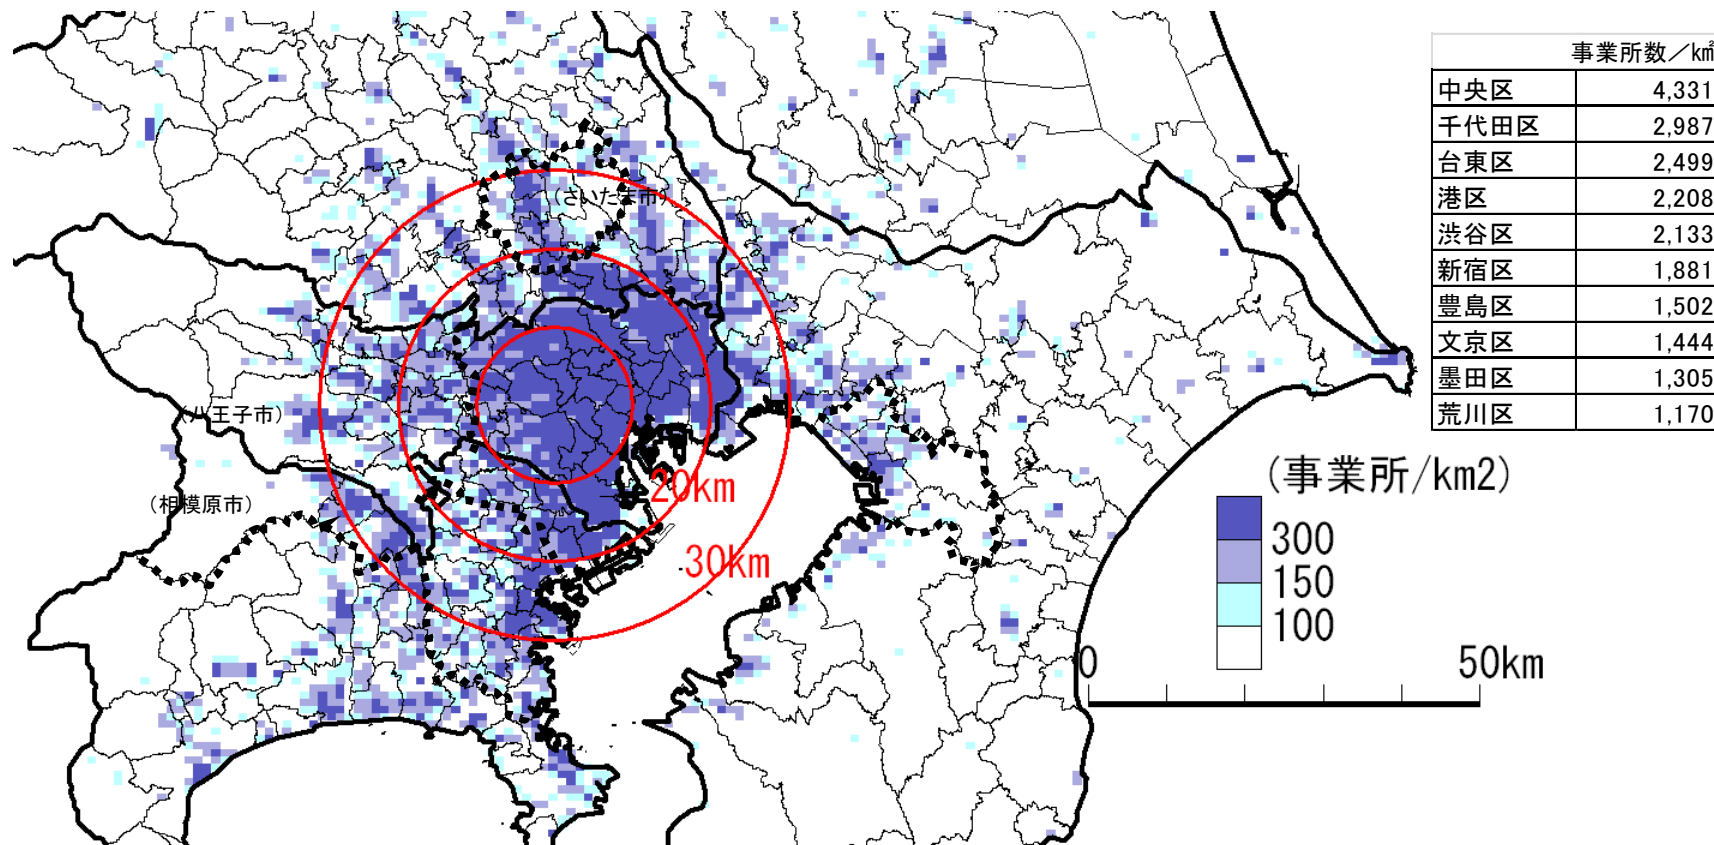 事業所数／km²
中央区 4,331
千代田区 2,987
台東区 2,499
港区 2,208
渋谷区 2,133
新宿区 1,881
豊島区 1,502
文京区 1,444
墨田区 1,305
荒川区 1,170
(さいたま市)
(八王子市)
(相模原市)
20km
30km
(事業所/km2)
300
150
100
0 50km